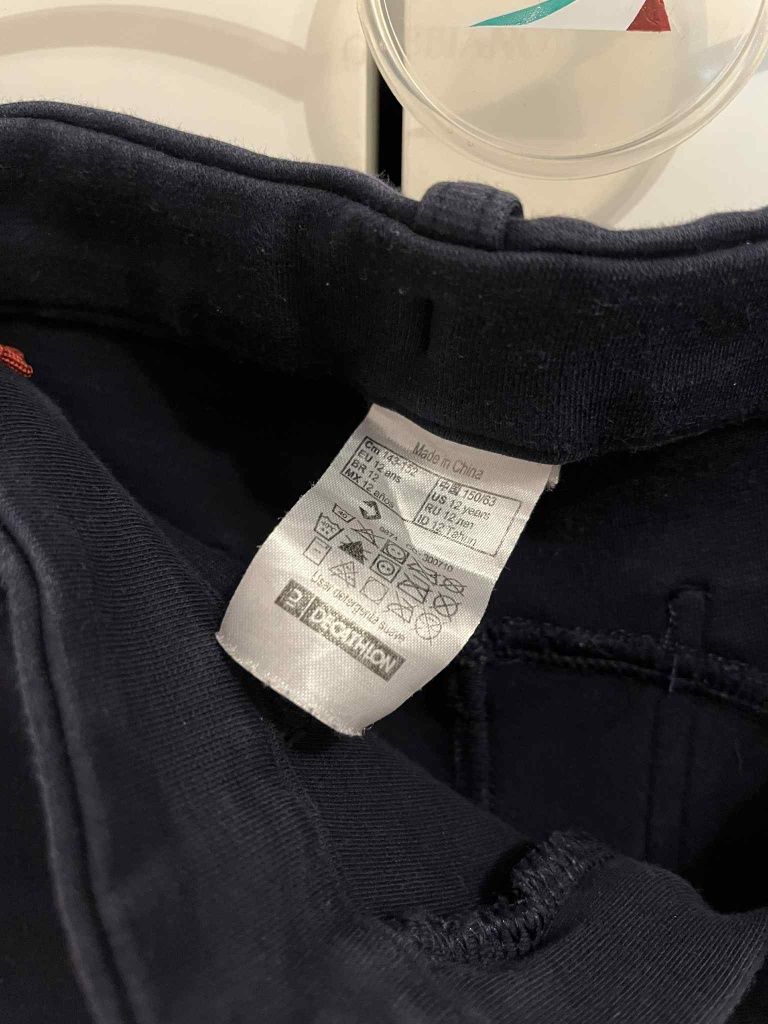 Made in China
Cm 143-152
EU 12 ans
BR 12
MX 12 años
中国 150/63
US 12 years
RU 12 лет
ID 12 Tahun
Usar detergente suave
DECATHLON